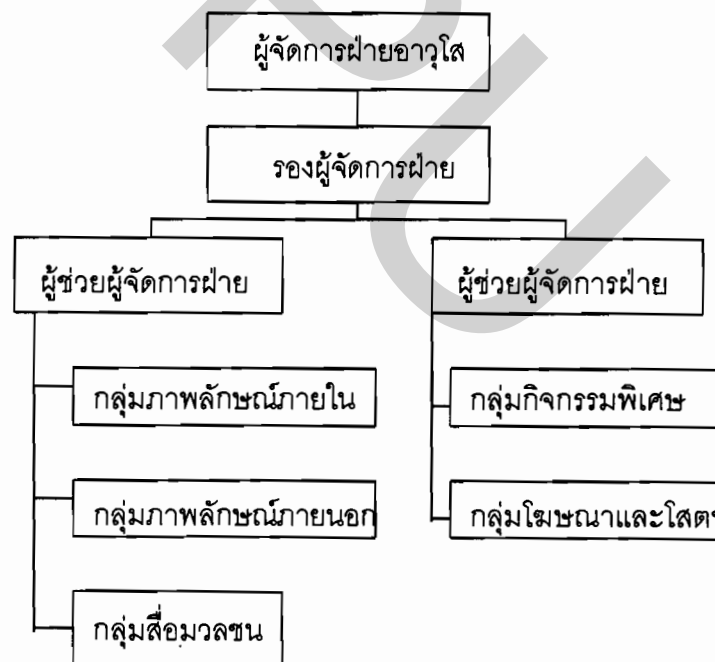 ผู้จัดการฝ่ายอาวุโส
รองผู้จัดการฝ่าย
ผู้ช่วยผู้จัดการฝ่าย
ผู้ช่วยผู้จัดการฝ่าย
กลุ่มภาพลักษณ์ภายใน
กลุ่มกิจกรรมพิเศษ
กลุ่มภาพลักษณ์ภายนอก
กลุ่มโฆษณาและโสต
กลุ่มสื่อมวลชน